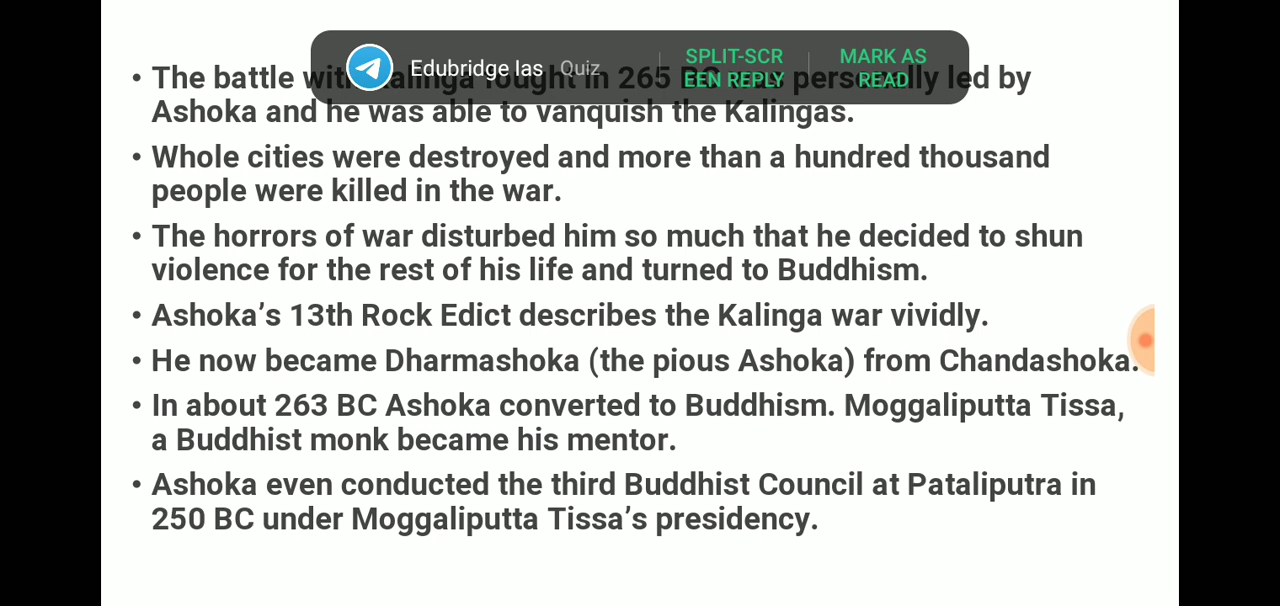 Edubridge Ias Quiz
SPLIT-SCR
EEN REPLY
MARK AS
READ
• The battle with Kalinga fought in 265 BC was personally led by
Ashoka and he was able to vanquish the Kalingas.
• Whole cities were destroyed and more than a hundred thousand
people were killed in the war.
• The horrors of war disturbed him so much that he decided to shun
violence for the rest of his life and turned to Buddhism.
• Ashoka’s 13th Rock Edict describes the Kalinga war vividly.
• He now became Dharmashoka (the pious Ashoka) from Chandashoka.
• In about 263 BC Ashoka converted to Buddhism. Moggaliputta Tissa,
a Buddhist monk became his mentor.
• Ashoka even conducted the third Buddhist Council at Pataliputra in
250 BC under Moggaliputta Tissa’s presidency.